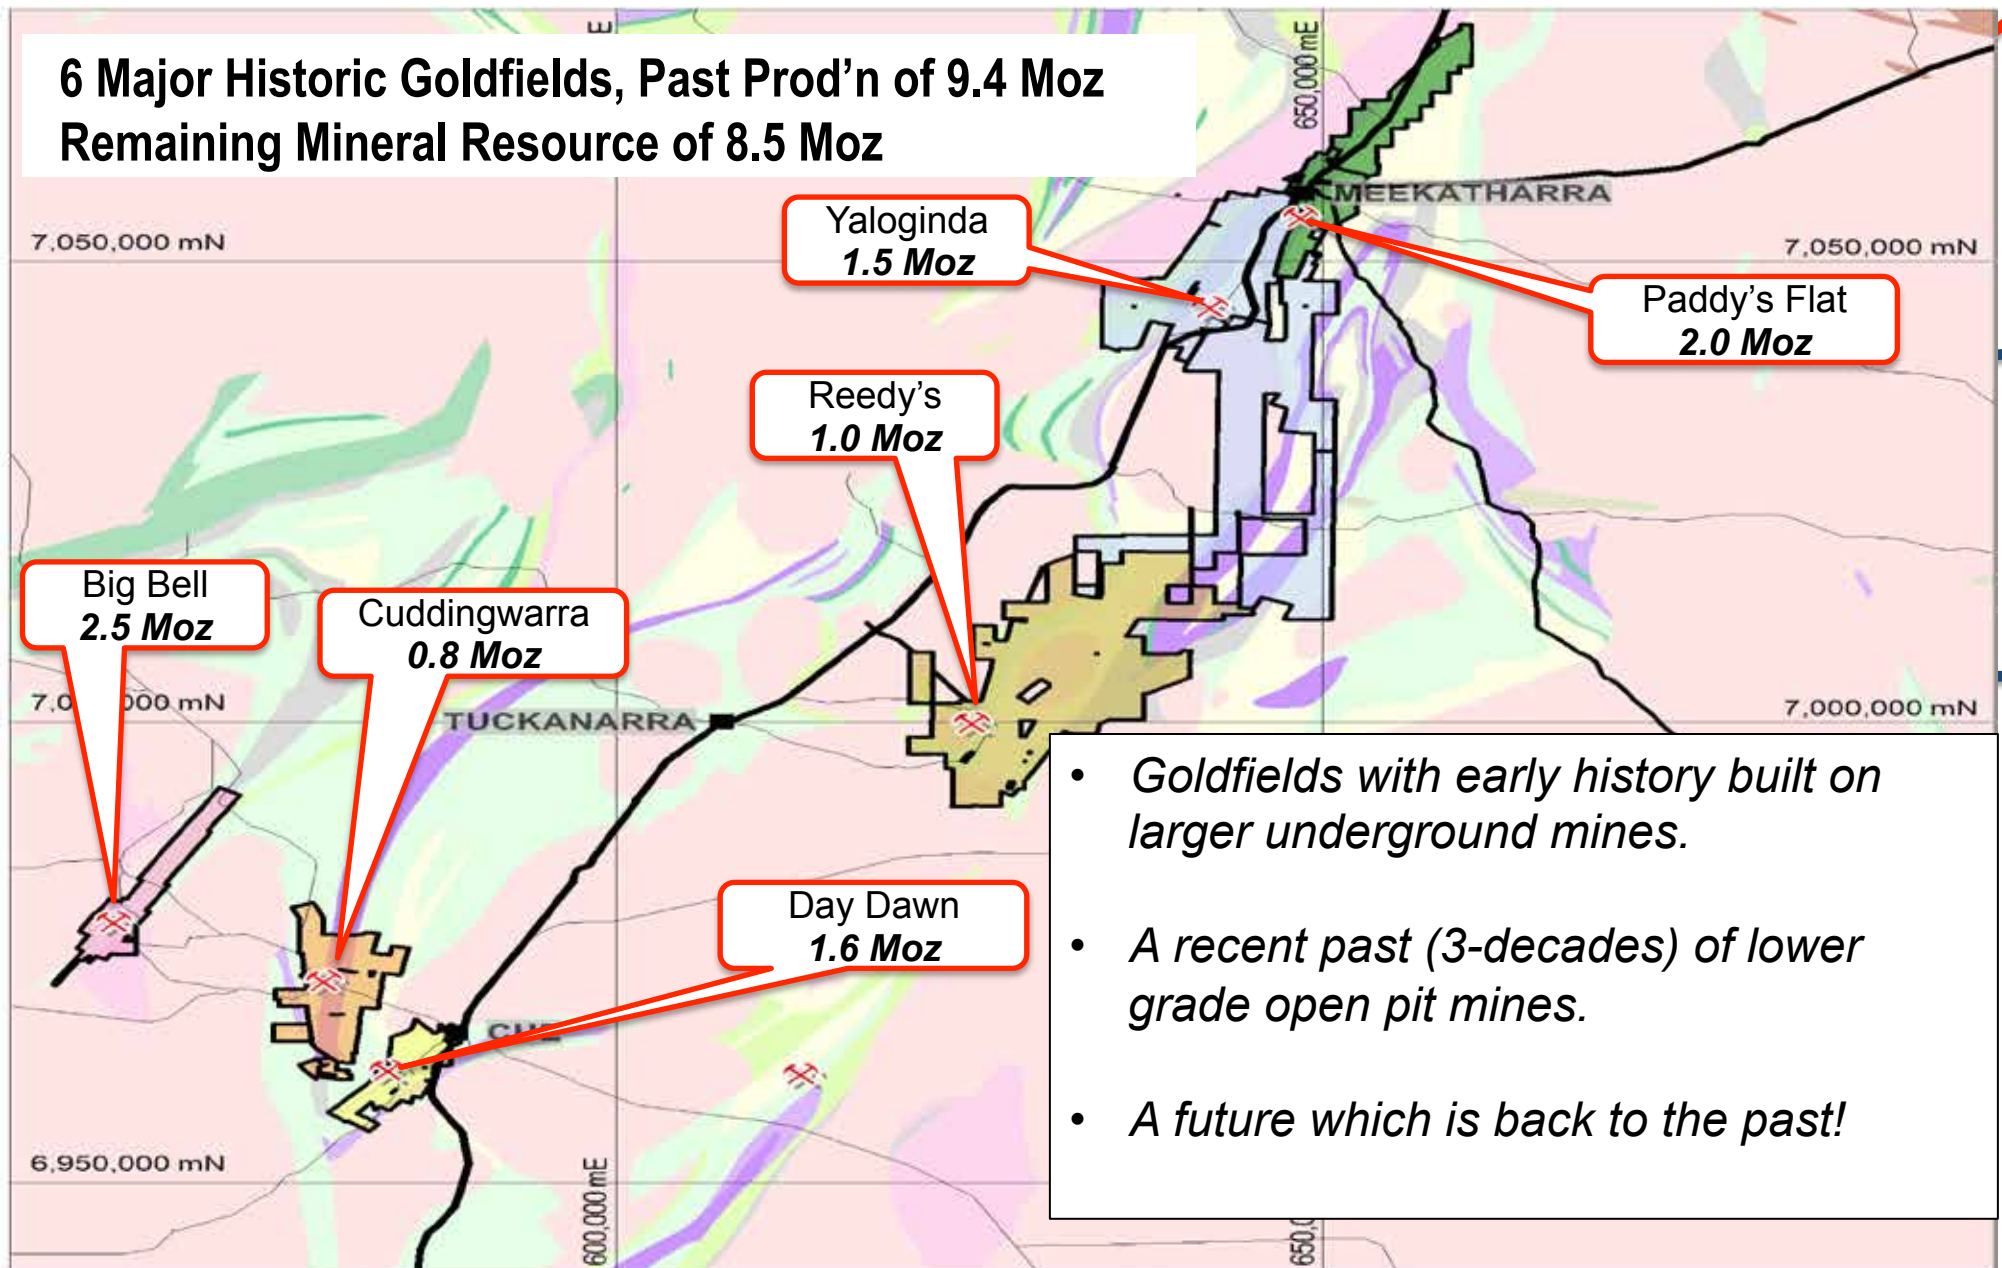 6 Major Historic Goldfields, Past Prod'n of 9.4 Moz
Remaining Mineral Resource of 8.5 Moz
650,000 mE
MEEKATHARRA
Yaloginda
1.5 Moz
7,050,000 mN
7,050,000 mN
Paddy's Flat
2.0 Moz
Reedy's
1.0 Moz
Big Bell
2.5 Moz
Cuddingwarra
0.8 Moz
TUCKANARRA
7,000,000 mN
• Goldfields with early history built on
larger underground mines.
• A recent past (3-decades) of lower
grade open pit mines.
• A future which is back to the past!
Day Dawn
1.6 Moz
6,950,000 mN
600,000 mE